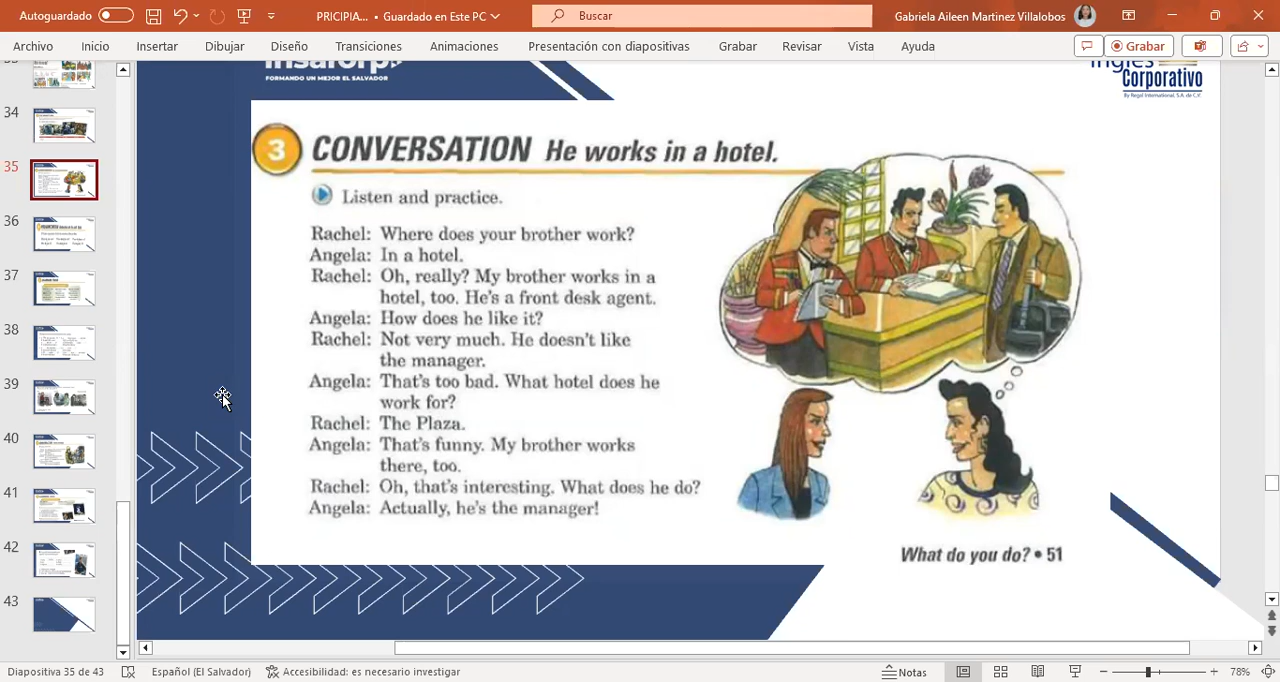 Autoguardado
PRICIPIA... • Guardado en Este PC
Buscar
Gabriela Aileen Martinez Villalobos
Archivo Inicio Insertar Dibujar Diseño Transiciones Animaciones Presentación con diapositivas Grabar Revisar Vista Ayuda
Grabar
34
35
36
37
38
39
40
41
42
43
FORMANDO UN MEJOR EL SALVADOR
Corporativo
By Regal International, S.A. de C.V.
3 CONVERSATION He works in a hotel.
Listen and practice.
Rachel: Where does your brother work?
Angela: In a hotel.
Rachel: Oh, really? My brother works in a
hotel, too. He's a front desk agent.
Angela: How does he like it?
Rachel: Not very much. He doesn't like
the manager.
Angela: That's too bad. What hotel does he
work for?
Rachel: The Plaza.
Angela: That's funny. My brother works
there, too.
Rachel: Oh, that's interesting. What does he do?
Angela: Actually, he's the manager!
What do you do? • 51
Diapositiva 35 de 43
Español (El Salvador)
Accesibilidad: es necesario investigar
Notas
78%